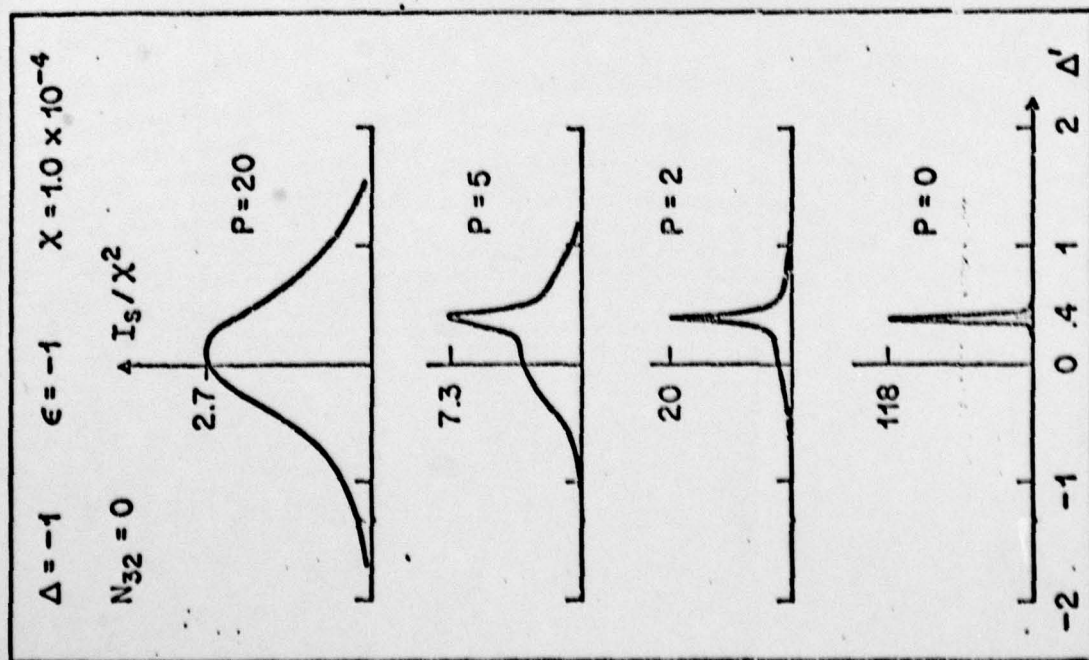 Δ = -1 ϵ = -1 χ = 1.0 × 10⁻⁴
N₃₂ = 0
I_S/χ²
2.7
P = 20
7.3
P = 5
20
P = 2
118
P = 0
-2 -1 0 .4 1 2 Δ'